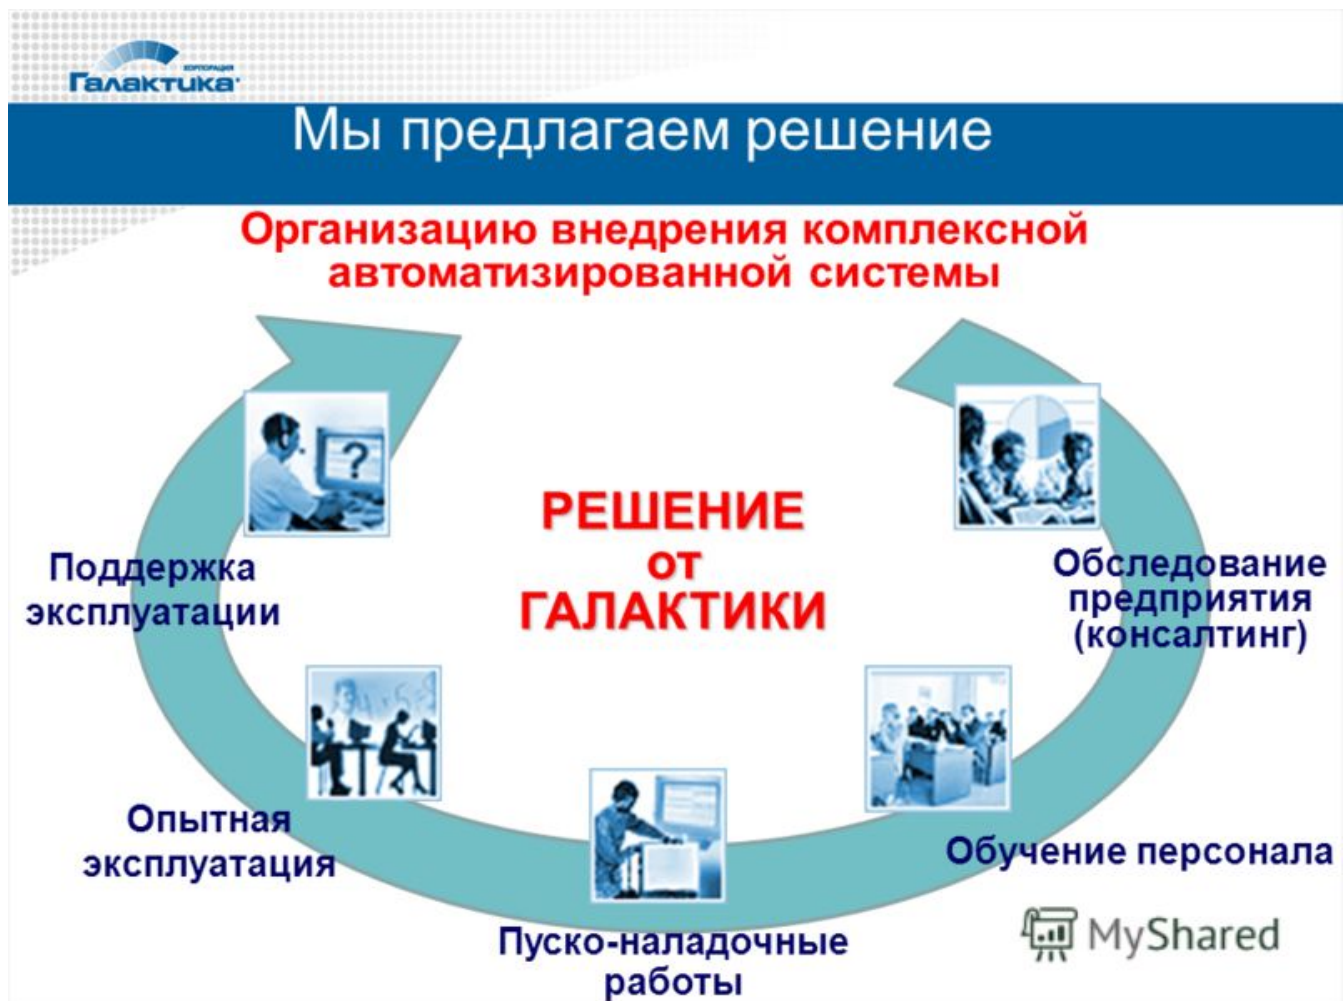 КОРПОРАЦИЯ
Галактика
Мы предлагаем решение
Организацию внедрения комплексной
автоматизированной системы
РЕШЕНИЕ
от
ГАЛАКТИКИ
Обследование
предприятия
(консалтинг)
Обучение персонала
Пуско-наладочные
работы
Опытная
эксплуатация
Поддержка
эксплуатации
?
MyShared